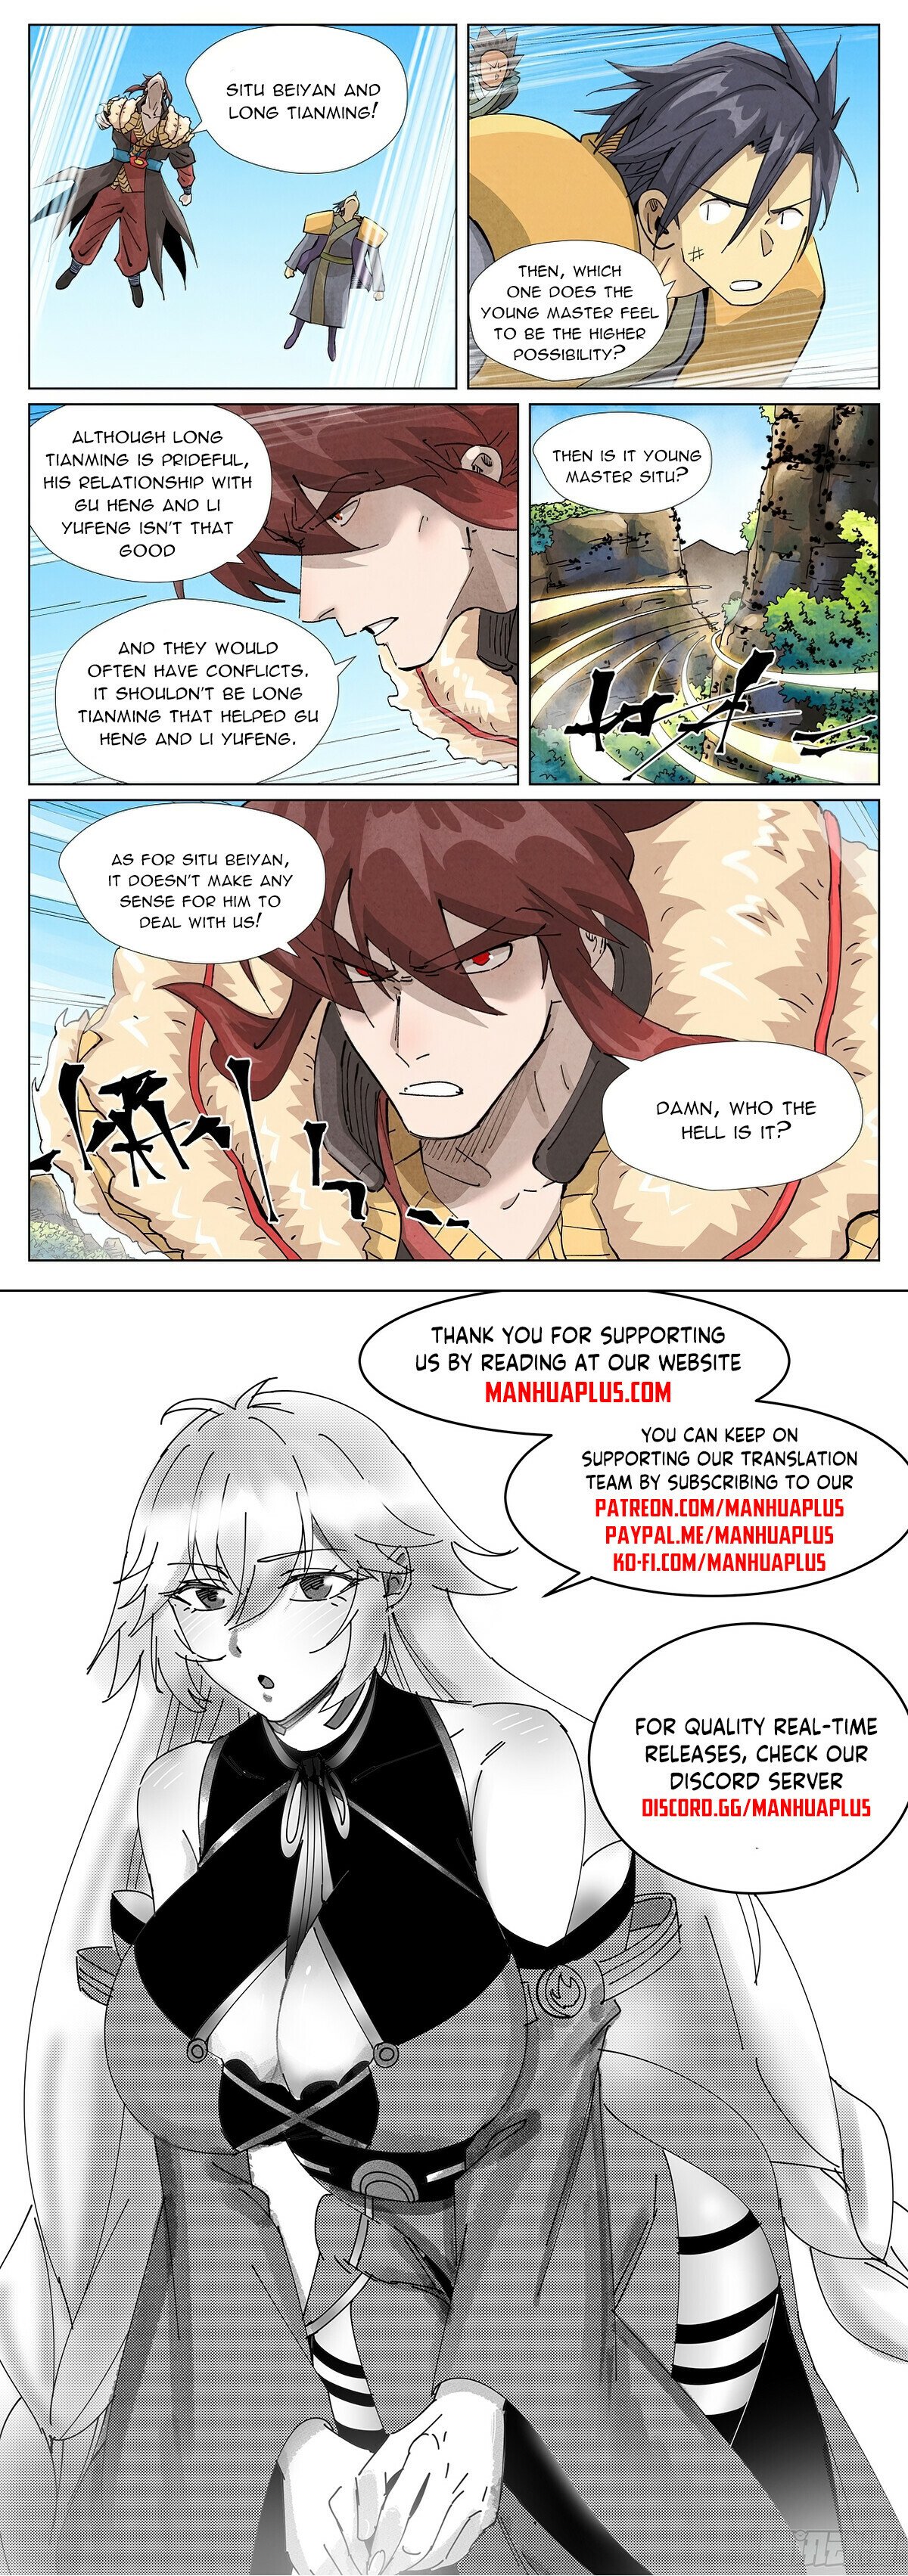 SITU BEIYAN AND
LONG TIANMING!
THEN, WHICH
ONE DOES THE
YOUNG MASTER FEEL
TO BE THE HIGHER
POSSIBILITY?
ALTHOUGH LONG
TIANMING IS PRIDEFUL,
HIS RELATIONSHIP WITH
GU HENG AND LI
YUFENG ISN'T THAT
GOOD
AND THEY WOULD
OFTEN HAVE CONFLICTS.
IT SHOULDN'T BE LONG
TIANMING THAT HELPED GU
HENG AND LI YUFENG.
THEN IS IT YOUNG
MASTER SITU?
AS FOR SITU BEIYAN,
IT DOESN'T MAKE ANY
SENSE FOR HIM TO
DEAL WITH US!
DAMN, WHO THE
HELL IS IT?
THANK YOU FOR SUPPORTING
US BY READING AT OUR WEBSITE
MANHUAPLUS.COM
YOU CAN KEEP ON
SUPPORTING OUR TRANSLATION
TEAM BY SUBSCRIBING TO OUR
PATREON.COM/MANHUAPLUS
PAYPAL.ME/MANHUAPLUS
KO-FI.COM/MANHUAPLUS
FOR QUALITY REAL-TIME
RELEASES, CHECK OUR
DISCORD SERVER
DISCORD.GG/MANHUAPLUS